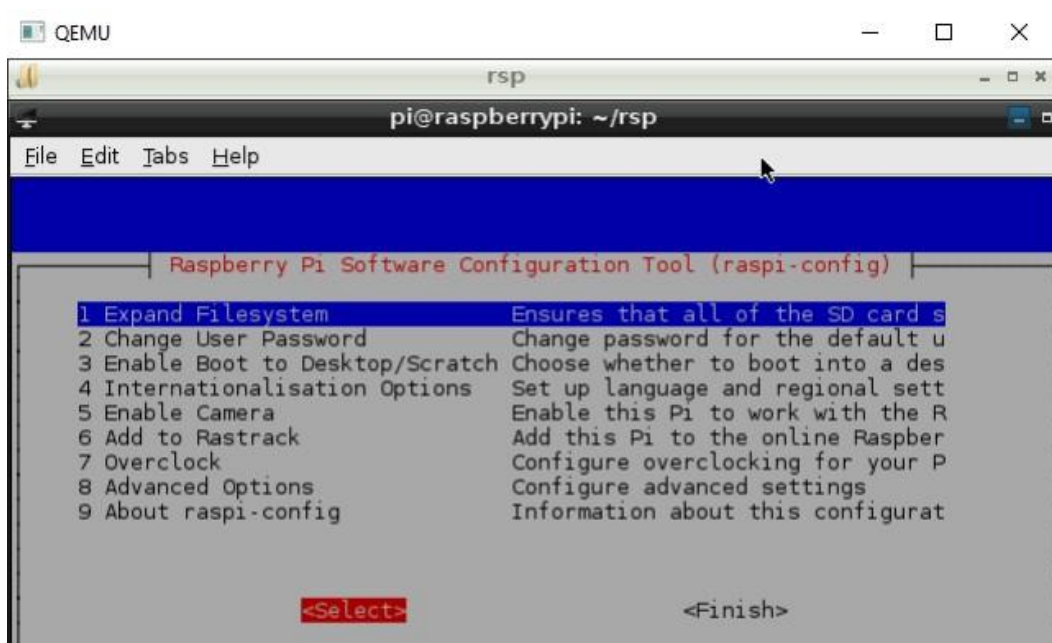 QEMU
rsp
pi@raspberrypi: ~/rsp
File Edit Tabs Help
Raspberry Pi Software Configuration Tool (raspi-config)
1 Expand Filesystem Ensures that all of the SD card s
2 Change User Password Change password for the default u
3 Enable Boot to Desktop/Scratch Choose whether to boot into a des
4 Internationalisation Options Set up language and regional sett
5 Enable Camera Enable this Pi to work with the R
6 Add to Rastrack Add this Pi to the online Raspber
7 Overclock Configure overclocking for your P
8 Advanced Options Configure advanced settings
9 About raspi-config Information about this configurat
<Select> <Finish>